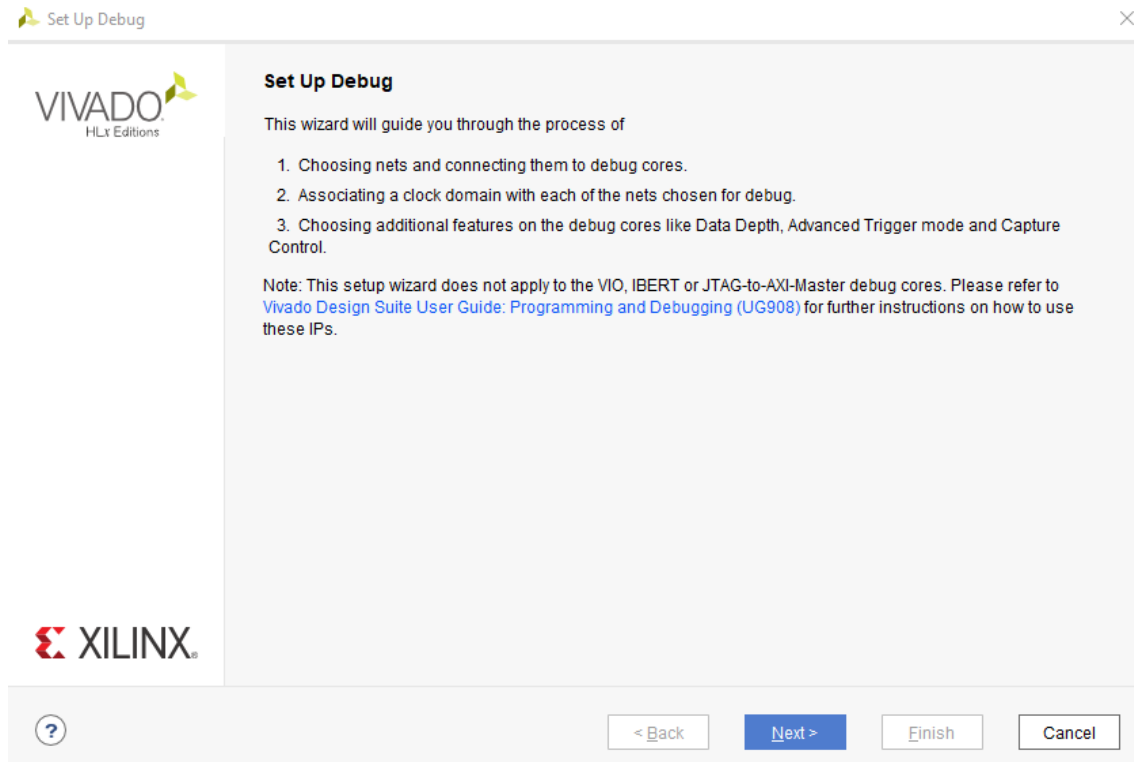 Set Up Debug
VIVADO.
HLx Editions
Set Up Debug
This wizard will guide you through the process of
1. Choosing nets and connecting them to debug cores.
2. Associating a clock domain with each of the nets chosen for debug.
3. Choosing additional features on the debug cores like Data Depth, Advanced Trigger mode and Capture
Control.
Note: This setup wizard does not apply to the VIO, IBERT or JTAG-to-AXI-Master debug cores. Please refer to
Vivado Design Suite User Guide: Programming and Debugging (UG908) for further instructions on how to use
these IPs.
XILINX®
?
< Back
Next >
Finish
Cancel